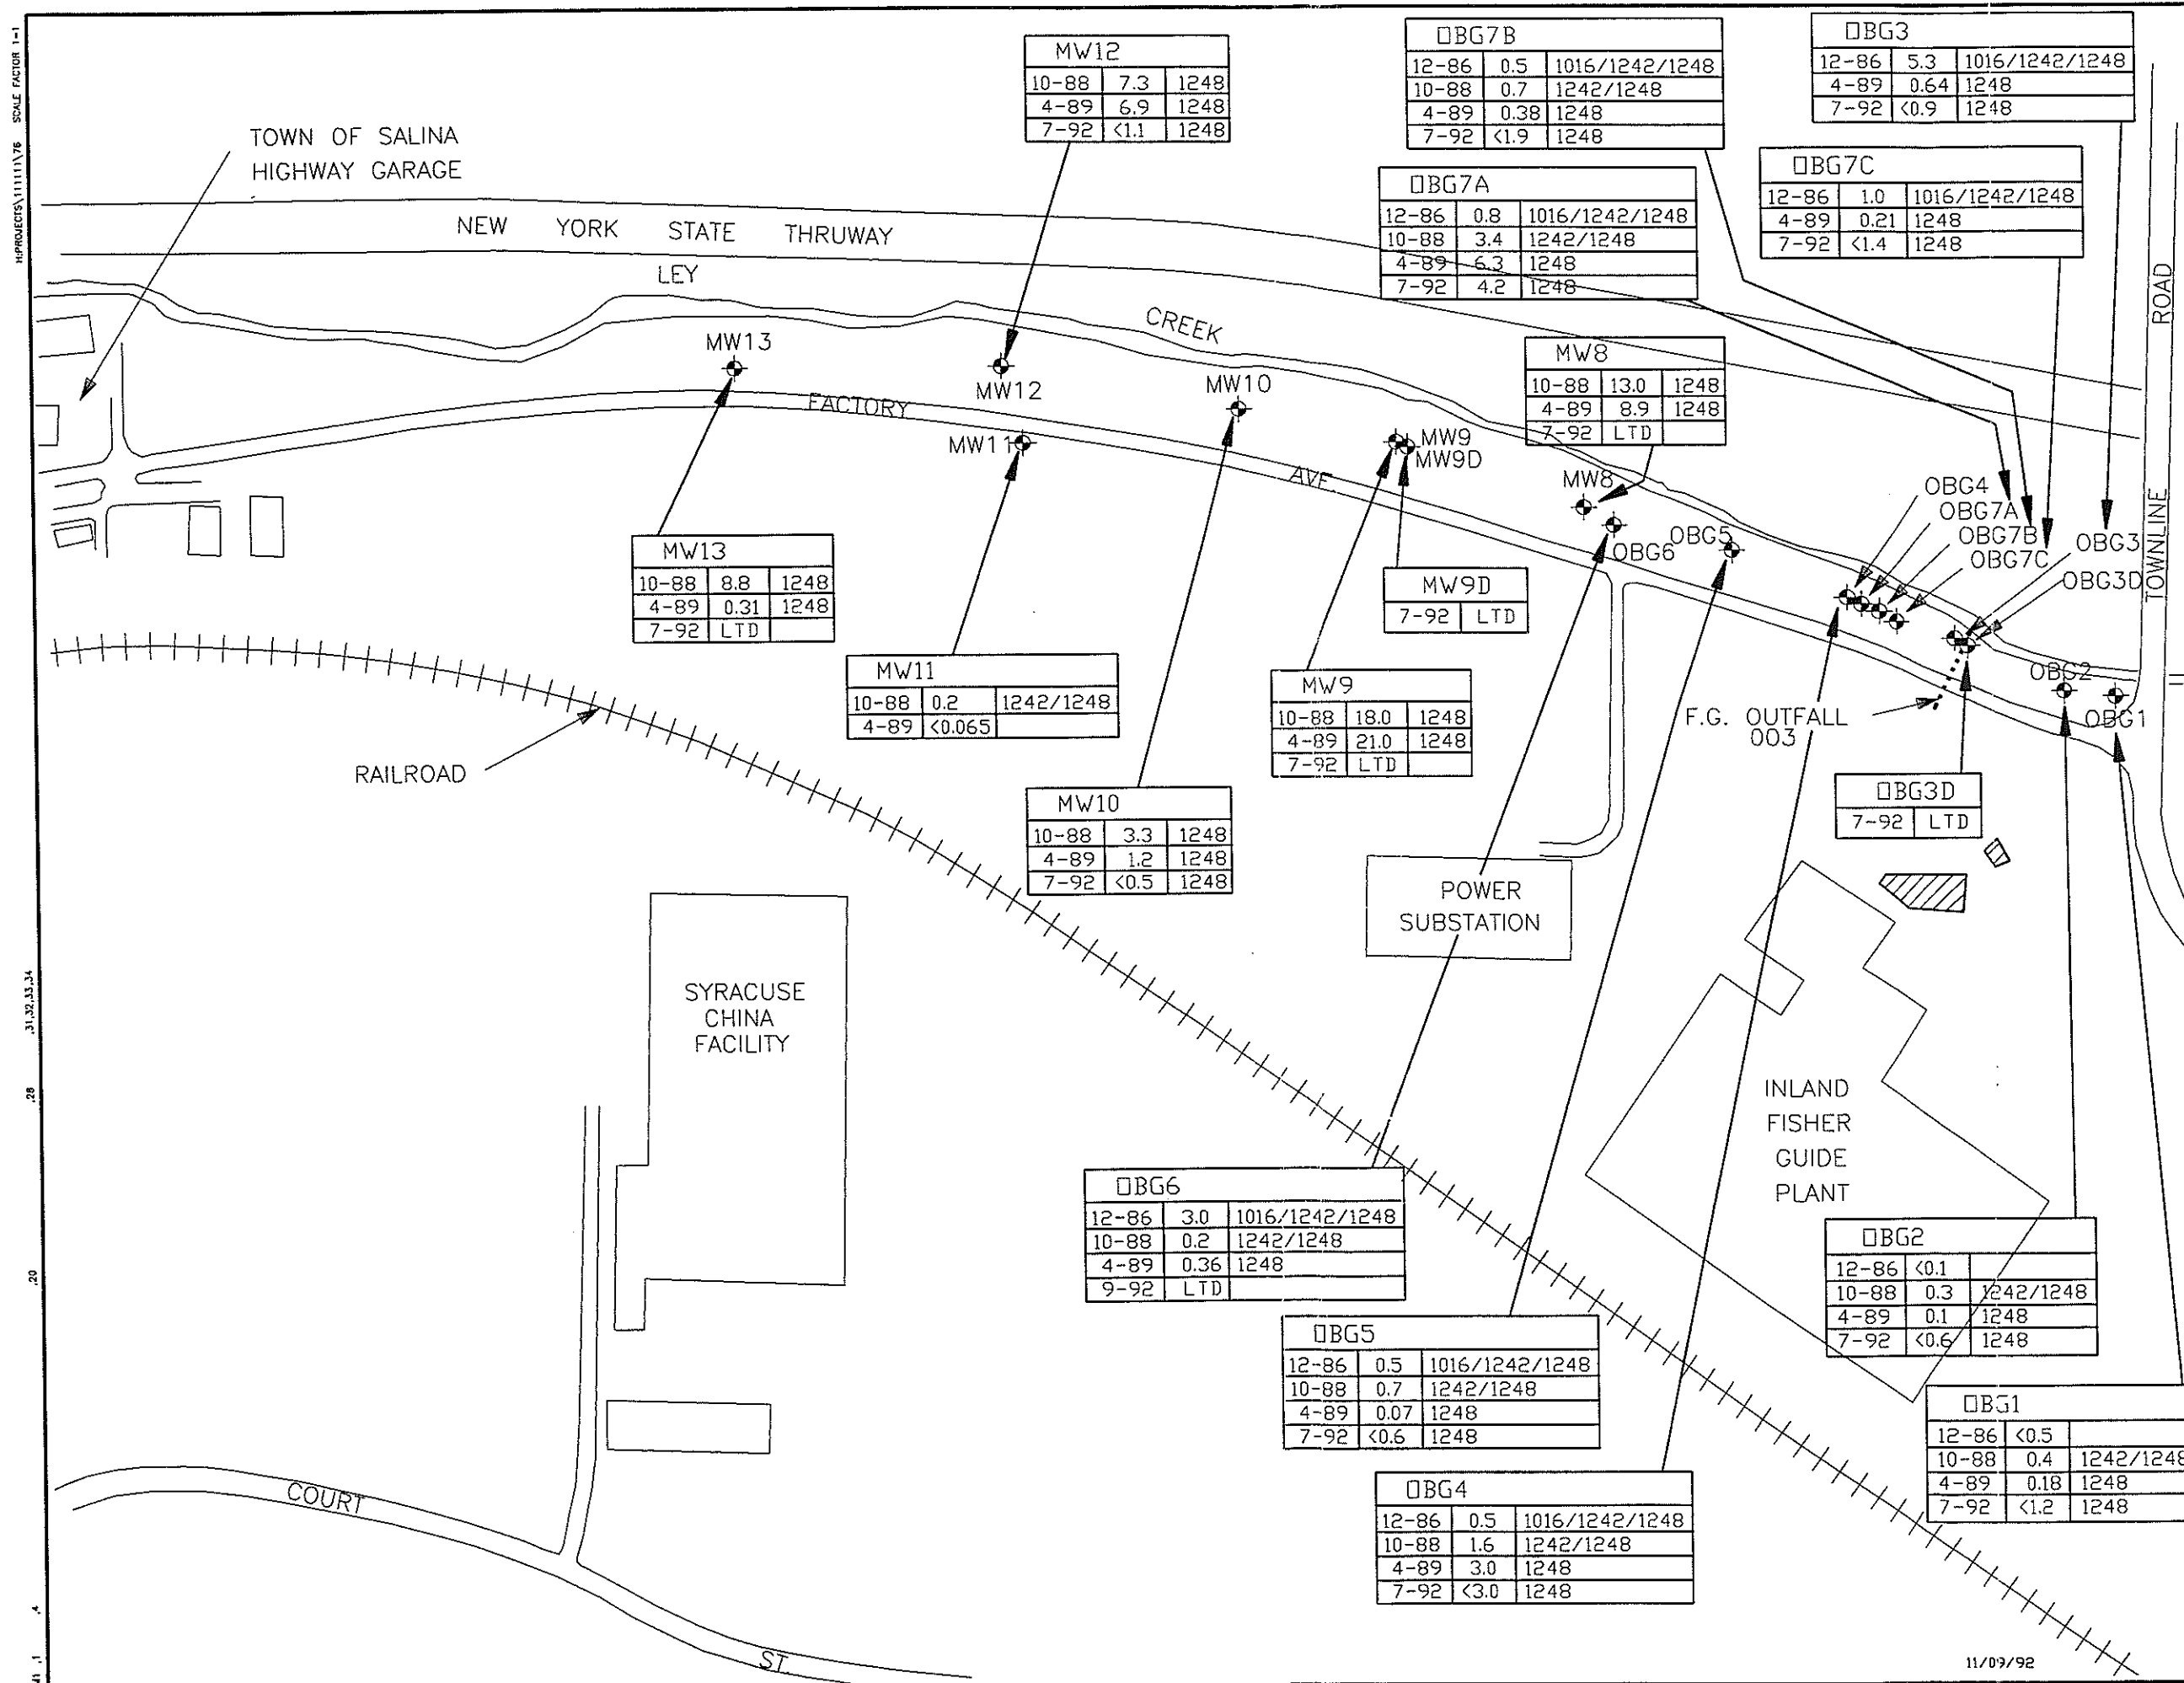 H:\PROJECTS\111111\76 SCALE FACTOR 1=1
,31,32,33,34
,28
,20
,4
TOWN OF SALINA
HIGHWAY GARAGE
NEW YORK STATE THRUWAY
LEY
CREEK
MW12
10-88 7.3 1248
4-89 6.9 1248
7-92 <1.1 1248
OBG7B
12-86 0.5 1016/1242/1248
10-88 0.7 1242/1248
4-89 0.38 1248
7-92 <1.9 1248
OBG3
12-86 5.3 1016/1242/1248
4-89 0.64 1248
7-92 <0.9 1248
OBG7A
12-86 0.8 1016/1242/1248
10-88 3.4 1242/1248
4-89 6.3 1248
7-92 4.2 1248
OBG7C
12-86 1.0 1016/1242/1248
4-89 0.21 1248
7-92 <1.4 1248
MW8
10-88 13.0 1248
4-89 8.9 1248
7-92 LTD
TOWNLINE ROAD
MW13
MW12
MW10
MW11
MW9
MW9D
MW8
OBG6
OBG5
OBG4
OBG7A
OBG7B
OBG7C
OBG3
OBG3D
OBG2
OBG1
FACTORY
AVE.
MW13
10-88 8.8 1248
4-89 0.31 1248
7-92 LTD
MW11
10-88 0.2 1242/1248
4-89 <0.065
MW9D
7-92 LTD
MW9
10-88 18.0 1248
4-89 21.0 1248
7-92 LTD
MW10
10-88 3.3 1248
4-89 1.2 1248
7-92 <0.5 1248
F.G. OUTFALL
003
OBG3D
7-92 LTD
RAILROAD
POWER
SUBSTATION
SYRACUSE
CHINA
FACILITY
INLAND
FISHER
GUIDE
PLANT
OBG6
12-86 3.0 1016/1242/1248
10-88 0.2 1242/1248
4-89 0.36 1248
9-92 LTD
OBG2
12-86 <0.1
10-88 0.3 1242/1248
4-89 0.1 1248
7-92 <0.6 1248
OBG5
12-86 0.5 1016/1242/1248
10-88 0.7 1242/1248
4-89 0.07 1248
7-92 <0.6 1248
OBG1
12-86 <0.5
10-88 0.4 1242/1248
4-89 0.18 1248
7-92 <1.2 1248
OBG4
12-86 0.5 1016/1242/1248
10-88 1.6 1242/1248
4-89 3.0 1248
7-92 <3.0 1248
COURT
ST.
11/09/92